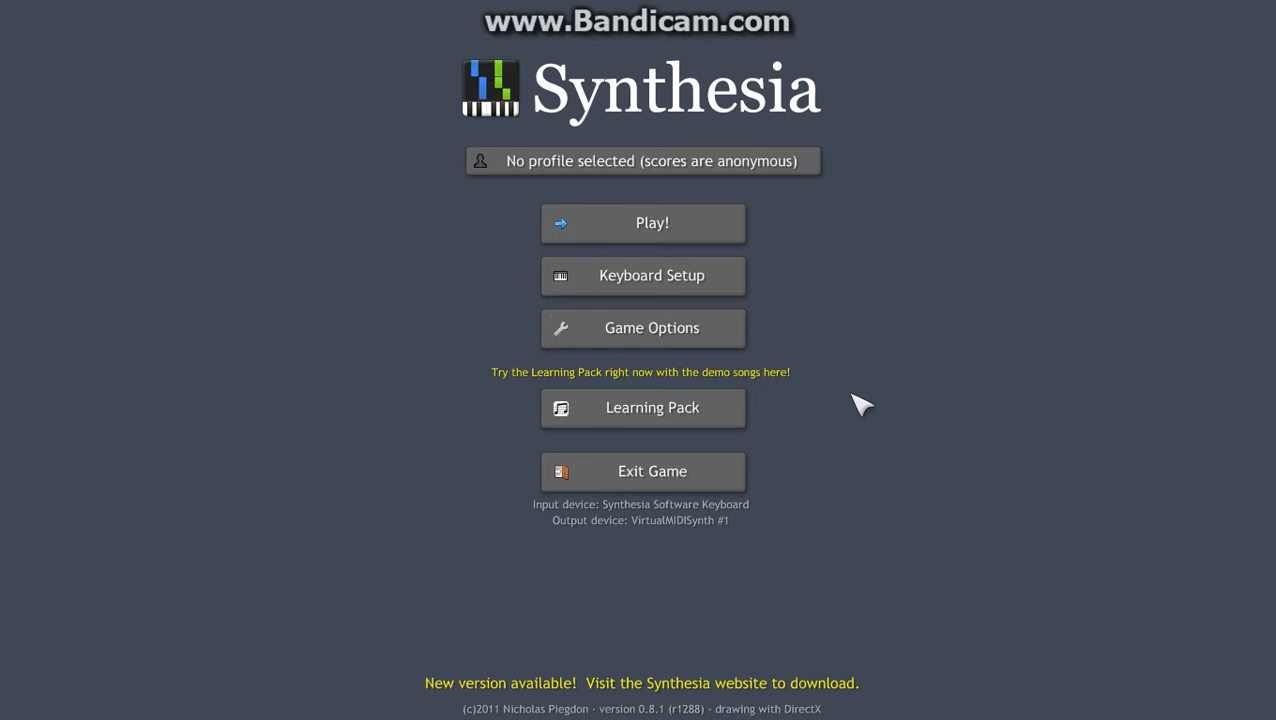 www.Bandicam.com
Synthesia
No profile selected (scores are anonymous)
Play!
Keyboard Setup
Game Options
Try the Learning Pack right now with the demo songs here!
Learning Pack
Exit Game
Input device: Synthesia Software Keyboard
Output device: VirtualMIDISynth #1
New version available!  Visit the Synthesia website to download.
(c)2011 Nicholas Piegdon - version 0.8.1 (r1288) - drawing with DirectX